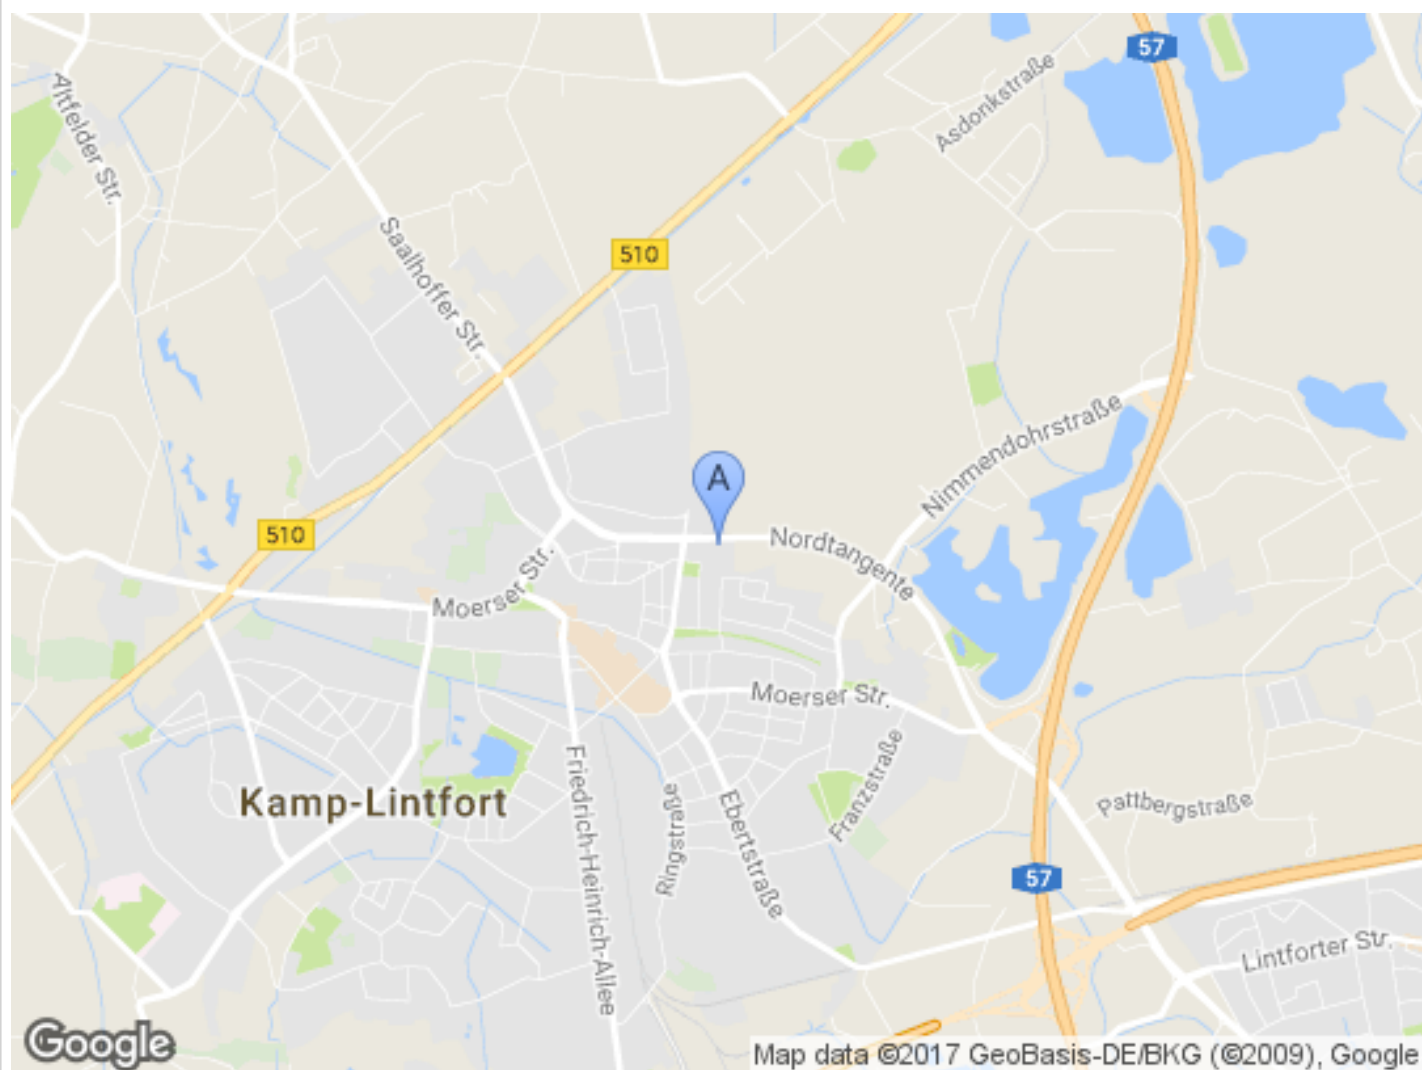 57
Asdonkstraße
Altfelder Str.
Saalhoffer Str.
510
Nimmendohrstraße
A
510
Nordtangente
Moerser Str.
Moerser Str.
Franzstraße
Friedrich-Heinrich-Allee
Ringstraße
Ebertstraße
Kamp-Lintfort
Pattbergstraße
57
Lintforter Str.
Google
Map data ©2017 GeoBasis-DE/BKG (©2009), Google